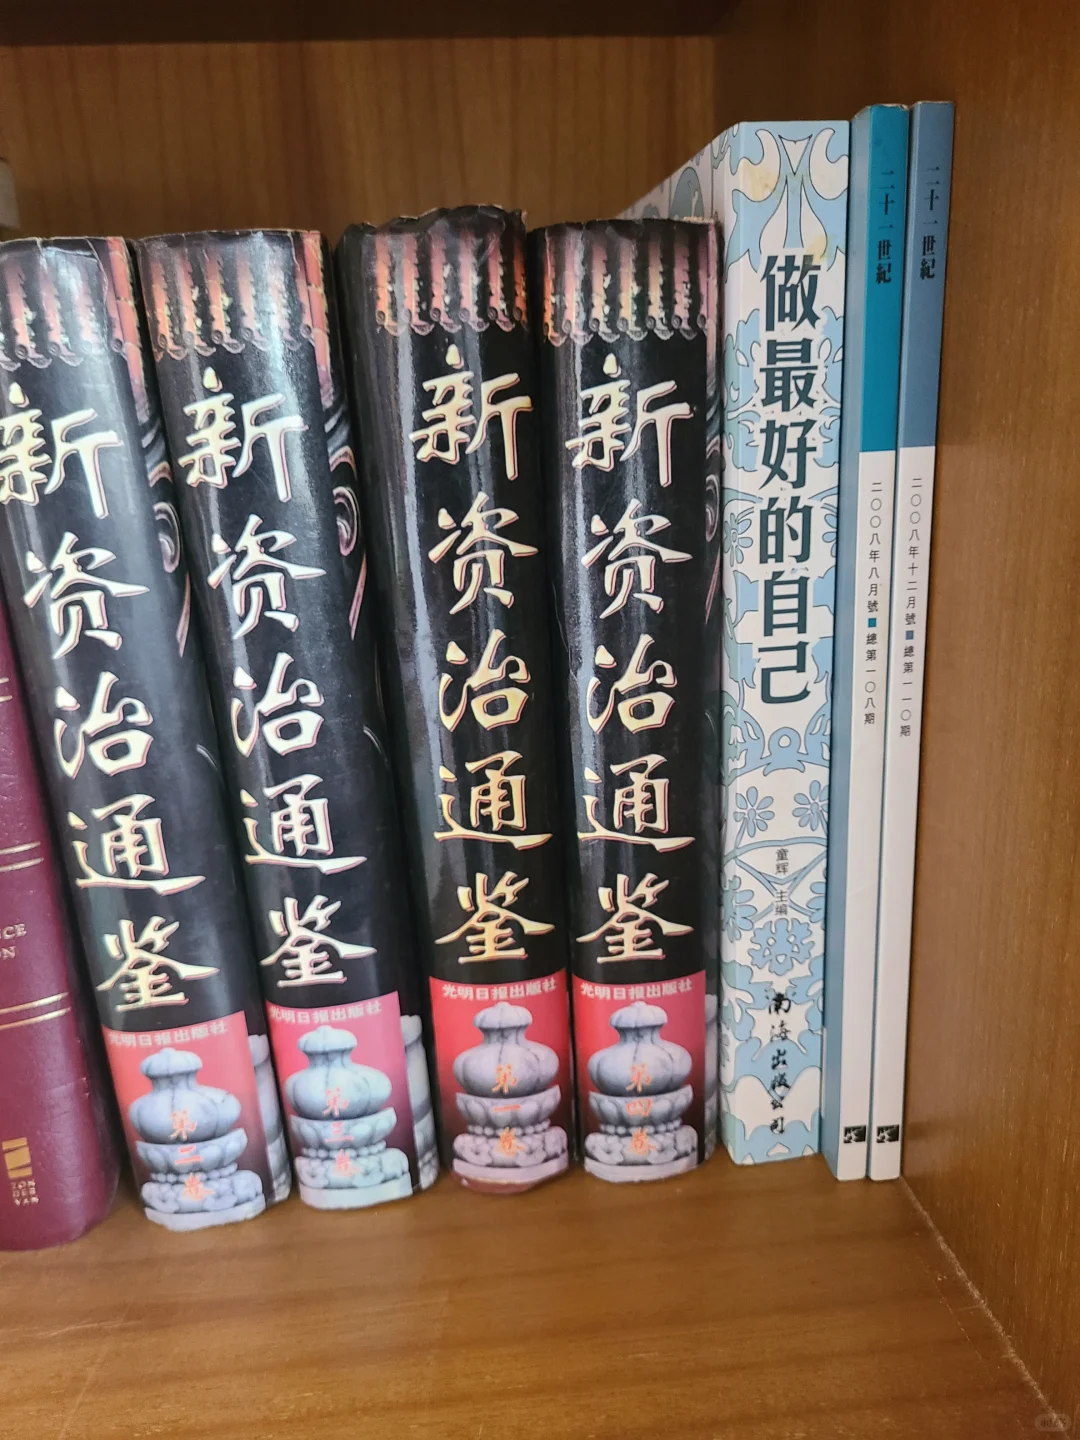 CE
N
新资治通鉴
光明日报出版社
第二卷
新资治通鉴
光明日报出版社
第三卷
新资治通鉴
光明日报出版社
第一卷
新资治通鉴
光明日报出版社
第四卷
做最好的自己
童辉 主编
南海出版公司
二十一世紀
二〇〇八年八月號■總第一〇八期
二十一世紀
二〇〇八年十二月號■總第一一〇期